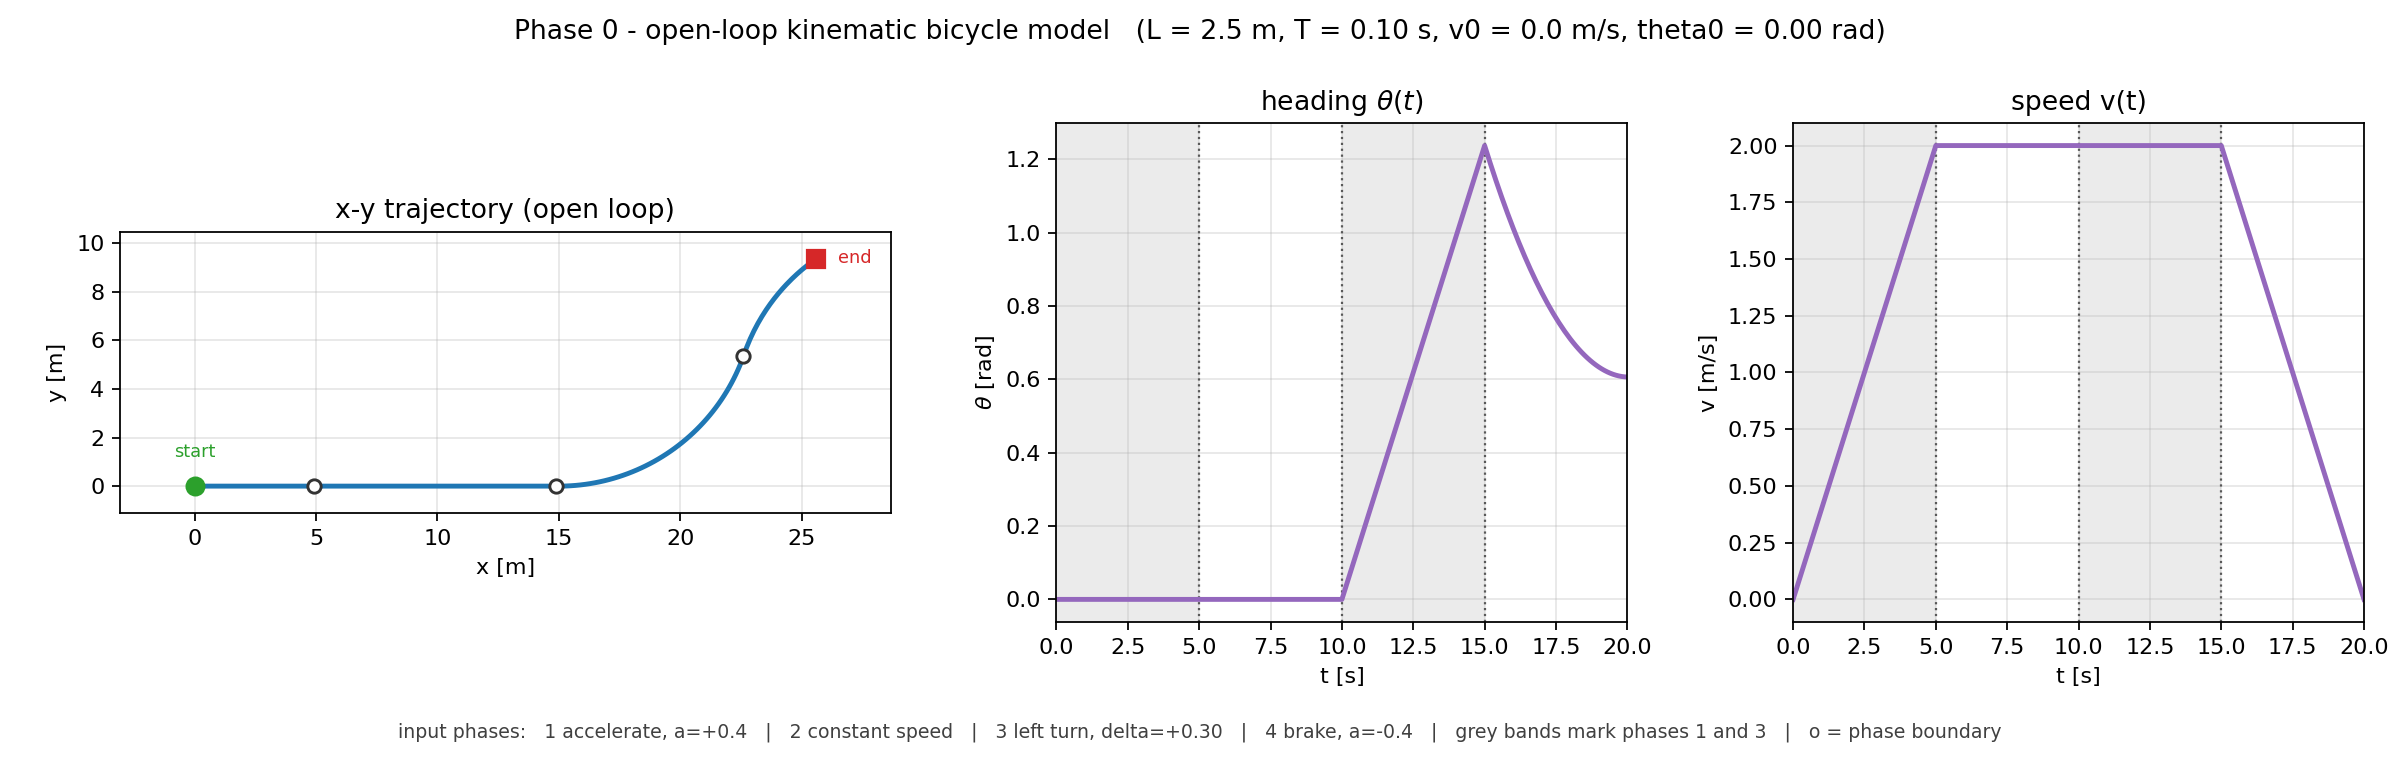 Phase 0 - open-loop kinematic bicycle model   (L = 2.5 m, T = 0.10 s, v0 = 0.0 m/s, theta0 = 0.00 rad)
x-y trajectory (open loop)
10
8
6
4
2
0
y [m]
start
end
0 5 10 15 20 25
x [m]
heading θ(t)
1.2
1.0
0.8
0.6
0.4
0.2
0.0
θ [rad]
0.0 2.5 5.0 7.5 10.0 12.5 15.0 17.5 20.0
t [s]
speed v(t)
2.00
1.75
1.50
1.25
1.00
0.75
0.50
0.25
0.00
v [m/s]
0.0 2.5 5.0 7.5 10.0 12.5 15.0 17.5 20.0
t [s]
input phases:   1 accelerate, a=+0.4   |   2 constant speed   |   3 left turn, delta=+0.30   |   4 brake, a=-0.4   |   grey bands mark phases 1 and 3   |   o = phase boundary